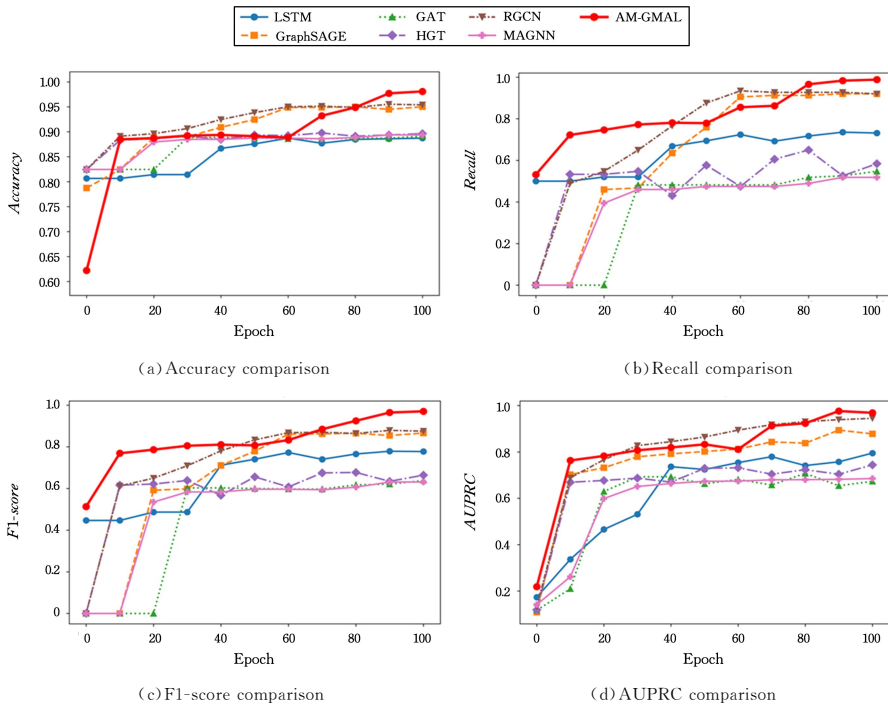 LSTM GAT RGCN AM-GMAL
GraphSAGE HGT MAGNN
1.00
0.95
0.90
0.85
0.80
0.75
0.70
0.65
0.60
Accuracy
0 20 40 60 80 100
Epoch
(a)Accuracy comparison
1.0
0.8
0.6
0.4
0.2
0
Recall
0 20 40 60 80 100
Epoch
(b)Recall comparison
1.0
0.8
0.6
0.4
0.2
0
F1-score
0 20 40 60 80 100
Epoch
(c)F1-score comparison
1.0
0.8
0.6
0.4
0.2
AUPRC
0 20 40 60 80 100
Epoch
(d)AUPRC comparison